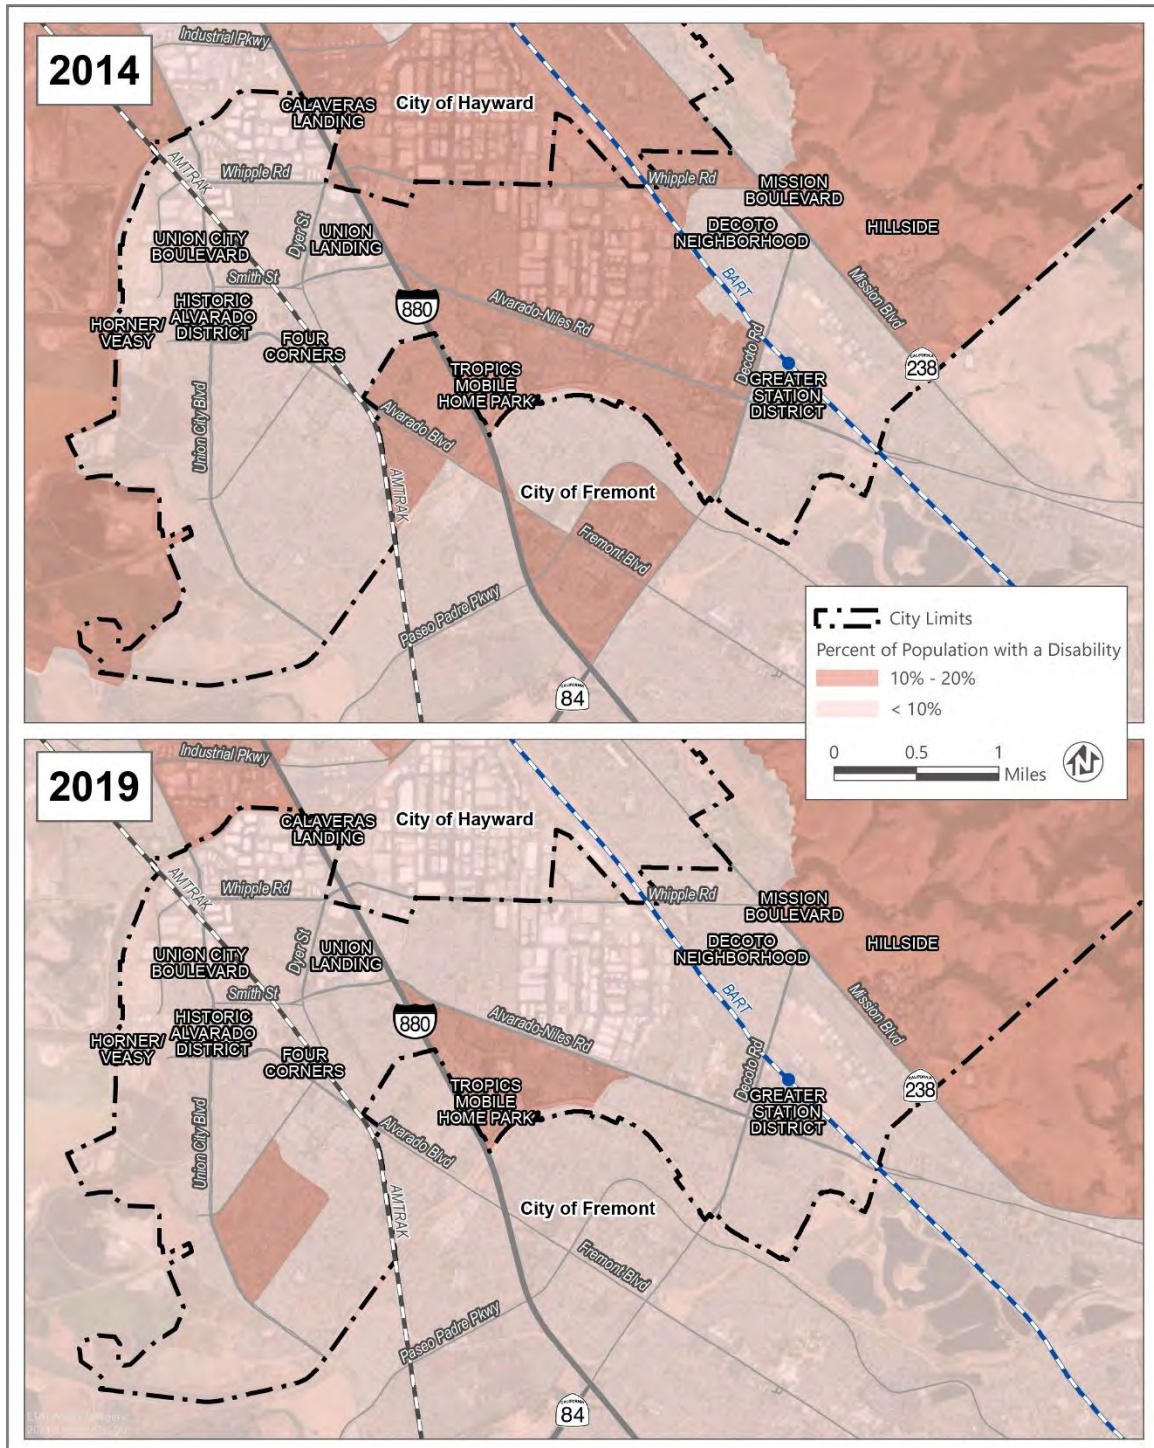 2014
Industrial Pkwy
CALAVERAS
LANDING
City of Hayward
AMTRAK
Whipple Rd
Whipple Rd
MISSION
BOULEVARD
Dyer St
UNION
LANDING
UNION CITY
BOULEVARD
DECOTO
NEIGHBORHOOD
HILLSIDE
Smith St
BART
Mission Blvd
HISTORIC
ALVARADO
DISTRICT
HORNER/
VEASY
880
Alvarado-Niles Rd
FOUR
CORNERS
TROPICS
MOBILE
HOME PARK
Decoto Rd
CALIFORNIA
238
GREATER
STATION
DISTRICT
Union City Blvd
Alvarado Blvd
AMTRAK
City of Fremont
Fremont Blvd
Paseo Padre Pkwy
CALIFORNIA
84
City Limits
Percent of Population with a Disability
10% - 20%
< 10%
0 0.5 1
Miles
N
2019
Industrial Pkwy
CALAVERAS
LANDING
City of Hayward
AMTRAK
Whipple Rd
Whipple Rd
MISSION
BOULEVARD
Dyer St
UNION
LANDING
UNION CITY
BOULEVARD
DECOTO
NEIGHBORHOOD
HILLSIDE
Smith St
BART
Mission Blvd
HISTORIC
ALVARADO
DISTRICT
HORNER/
VEASY
880
Alvarado-Niles Rd
FOUR
CORNERS
TROPICS
MOBILE
HOME PARK
Decoto Rd
CALIFORNIA
238
GREATER
STATION
DISTRICT
Union City Blvd
Alvarado Blvd
AMTRAK
City of Fremont
Fremont Blvd
Paseo Padre Pkwy
CALIFORNIA
84